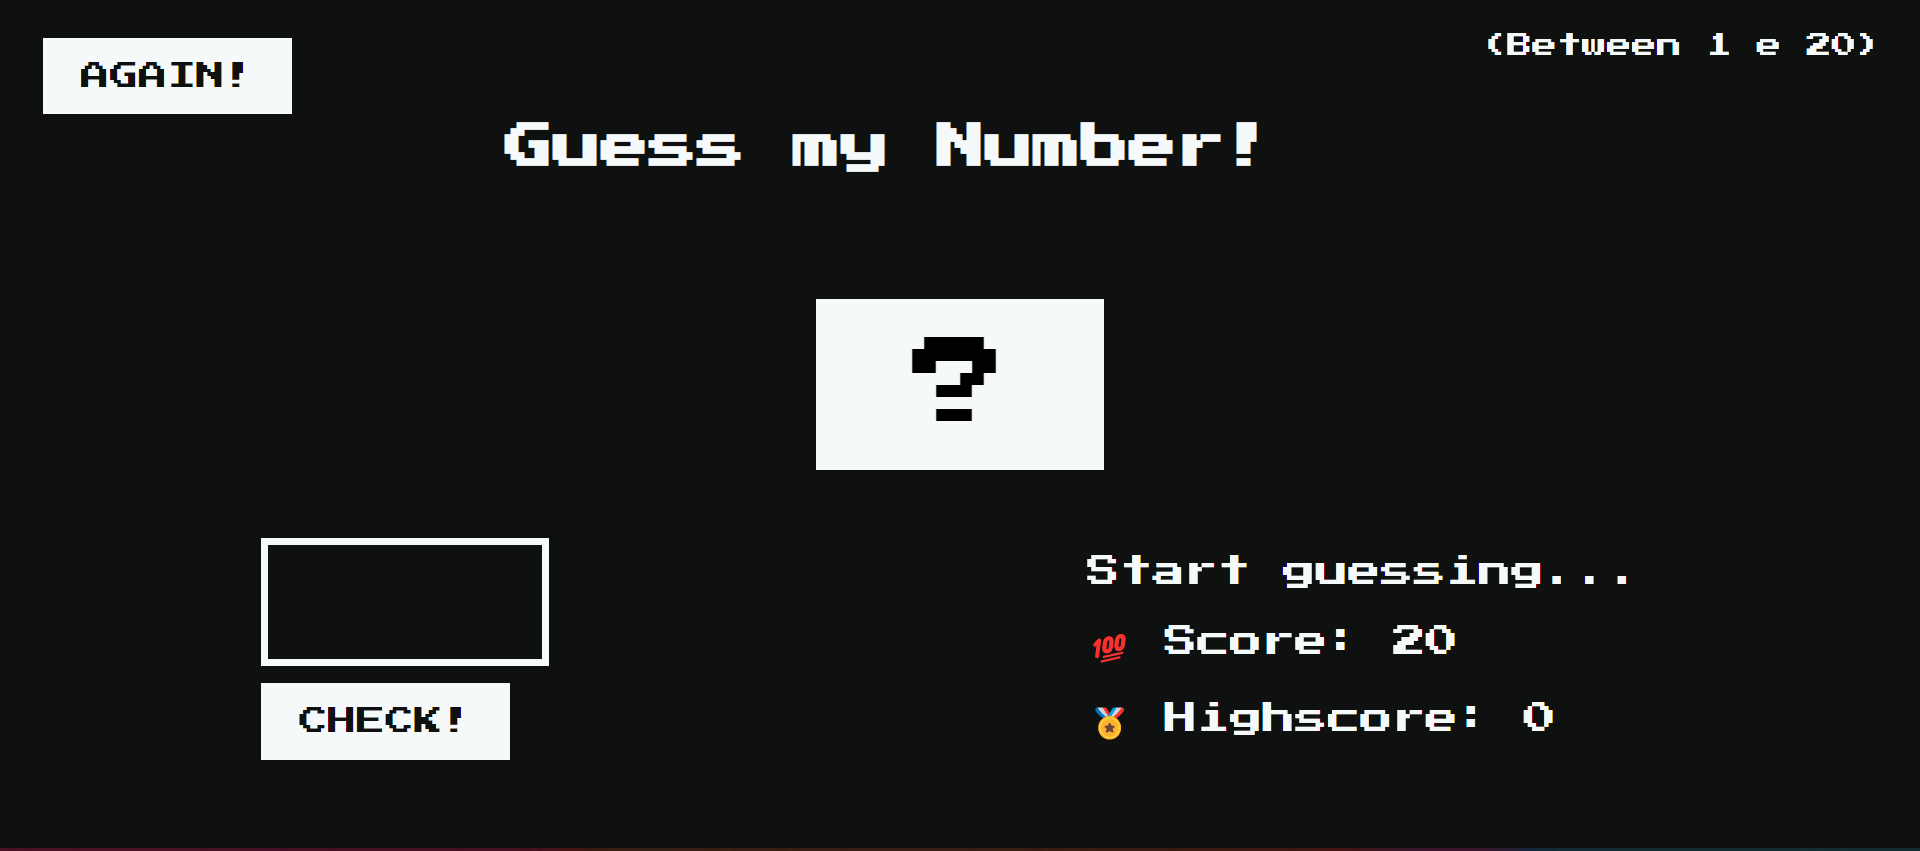 AGAIN!
(Between 1 e 20)
Guess my Number!
?
Start guessing...
💯 Score: 20
🏅 Highscore: 0
CHECK!